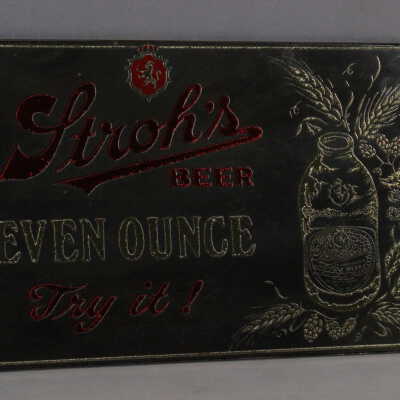 Stroh's
BEER
EVEN OUNCE
Try it!